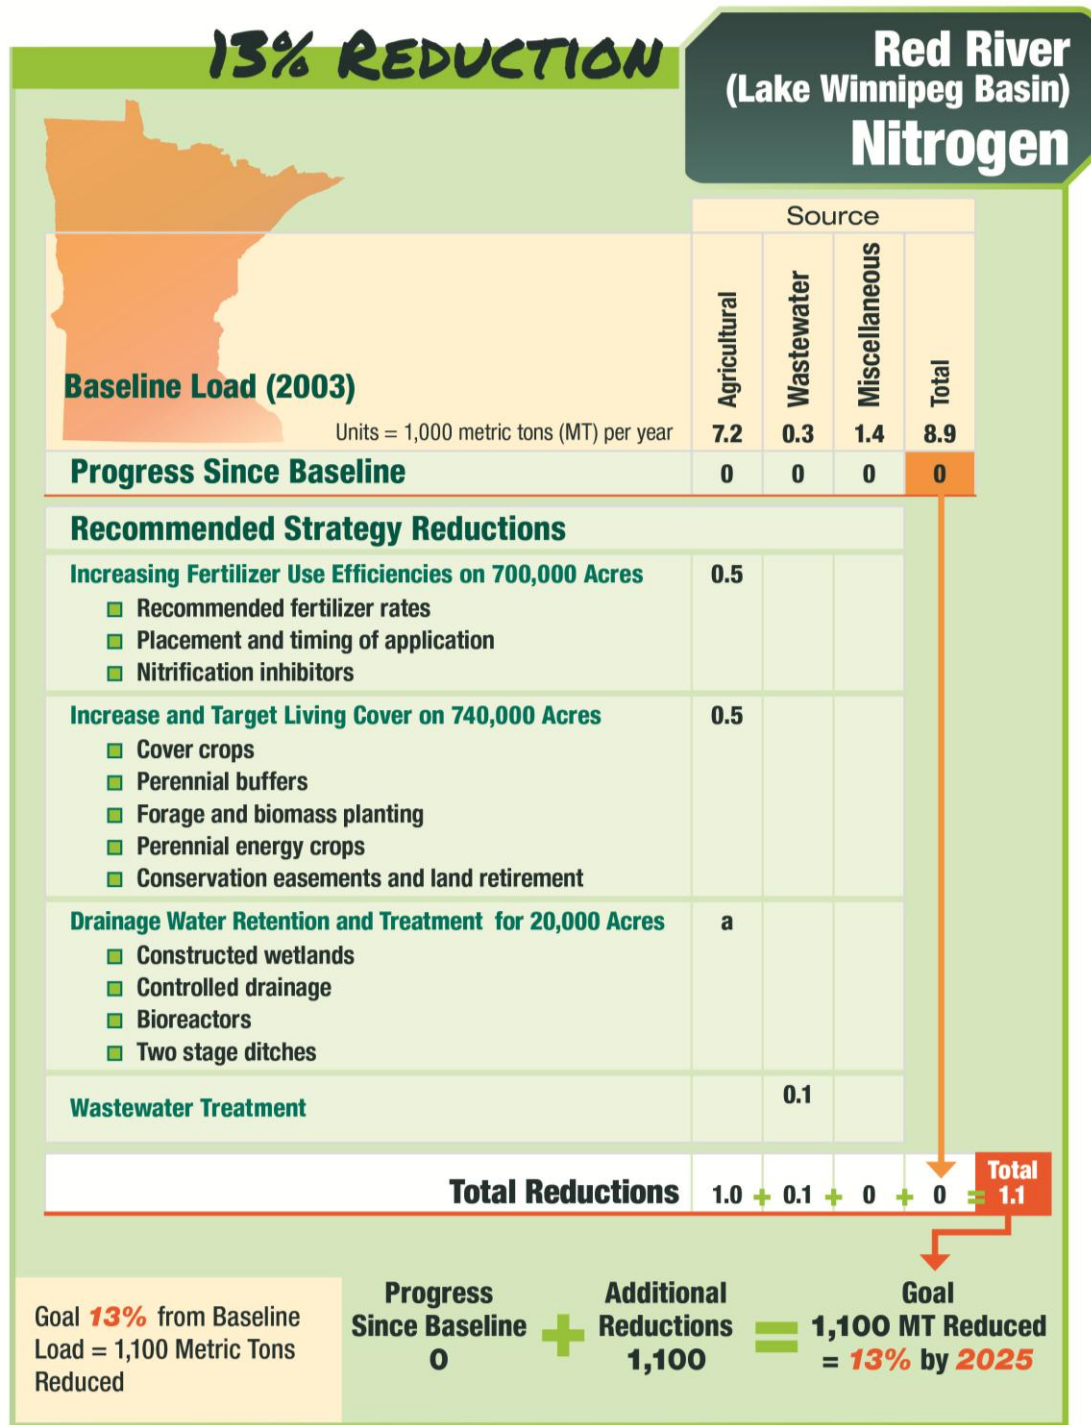 13% REDUCTION
Red River
(Lake Winnipeg Basin)
Nitrogen
Source
Agricultural
Wastewater
Miscellaneous
Total
Baseline Load (2003)
Units = 1,000 metric tons (MT) per year 7.2 0.3 1.4 8.9
Progress Since Baseline 0 0 0 0
Recommended Strategy Reductions
Increasing Fertilizer Use Efficiencies on 700,000 Acres 0.5
Recommended fertilizer rates
Placement and timing of application
Nitrification inhibitors
Increase and Target Living Cover on 740,000 Acres 0.5
Cover crops
Perennial buffers
Forage and biomass planting
Perennial energy crops
Conservation easements and land retirement
Drainage Water Retention and Treatment for 20,000 Acres a
Constructed wetlands
Controlled drainage
Bioreactors
Two stage ditches
Wastewater Treatment 0.1
Total Reductions 1.0 + 0.1 + 0 + 0 = Total 1.1
Goal 13% from Baseline
Load = 1,100 Metric Tons
Reduced
Progress
Since Baseline
0
+
Additional
Reductions
1,100
=
Goal
1,100 MT Reduced
= 13% by 2025